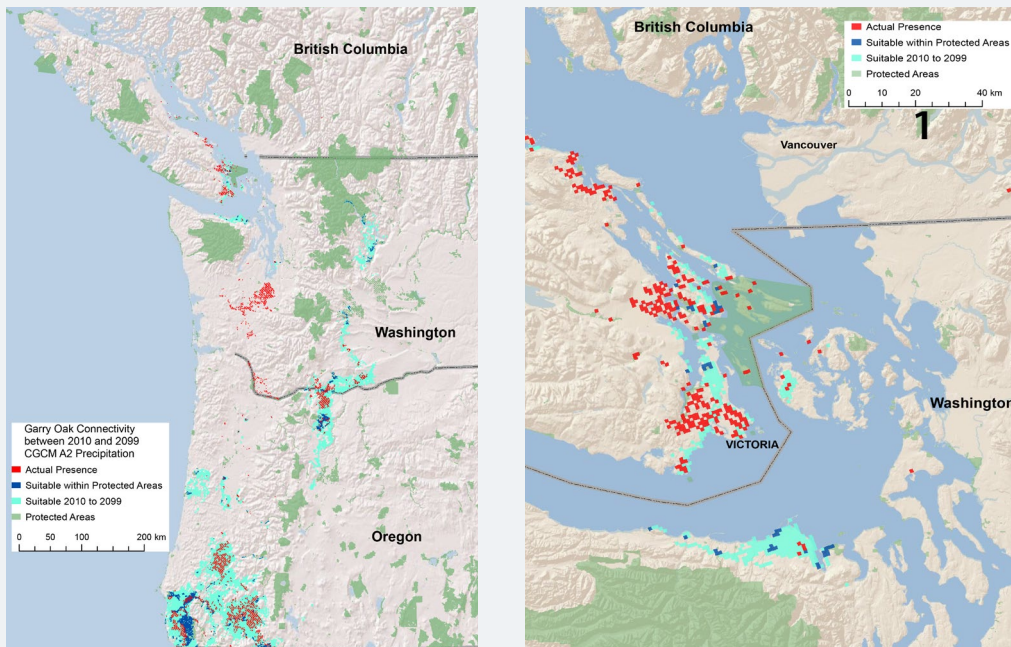 British Columbia
Washington
Oregon
Garry Oak Connectivity
between 2010 and 2099
CGCM A2 Precipitation
Actual Presence
Suitable within Protected Areas
Suitable 2010 to 2099
Protected Areas
0 50 100 200 km
British Columbia
Actual Presence
Suitable within Protected Areas
Suitable 2010 to 2099
Protected Areas
0 10 20 40 km
1
Vancouver
Washington
VICTORIA